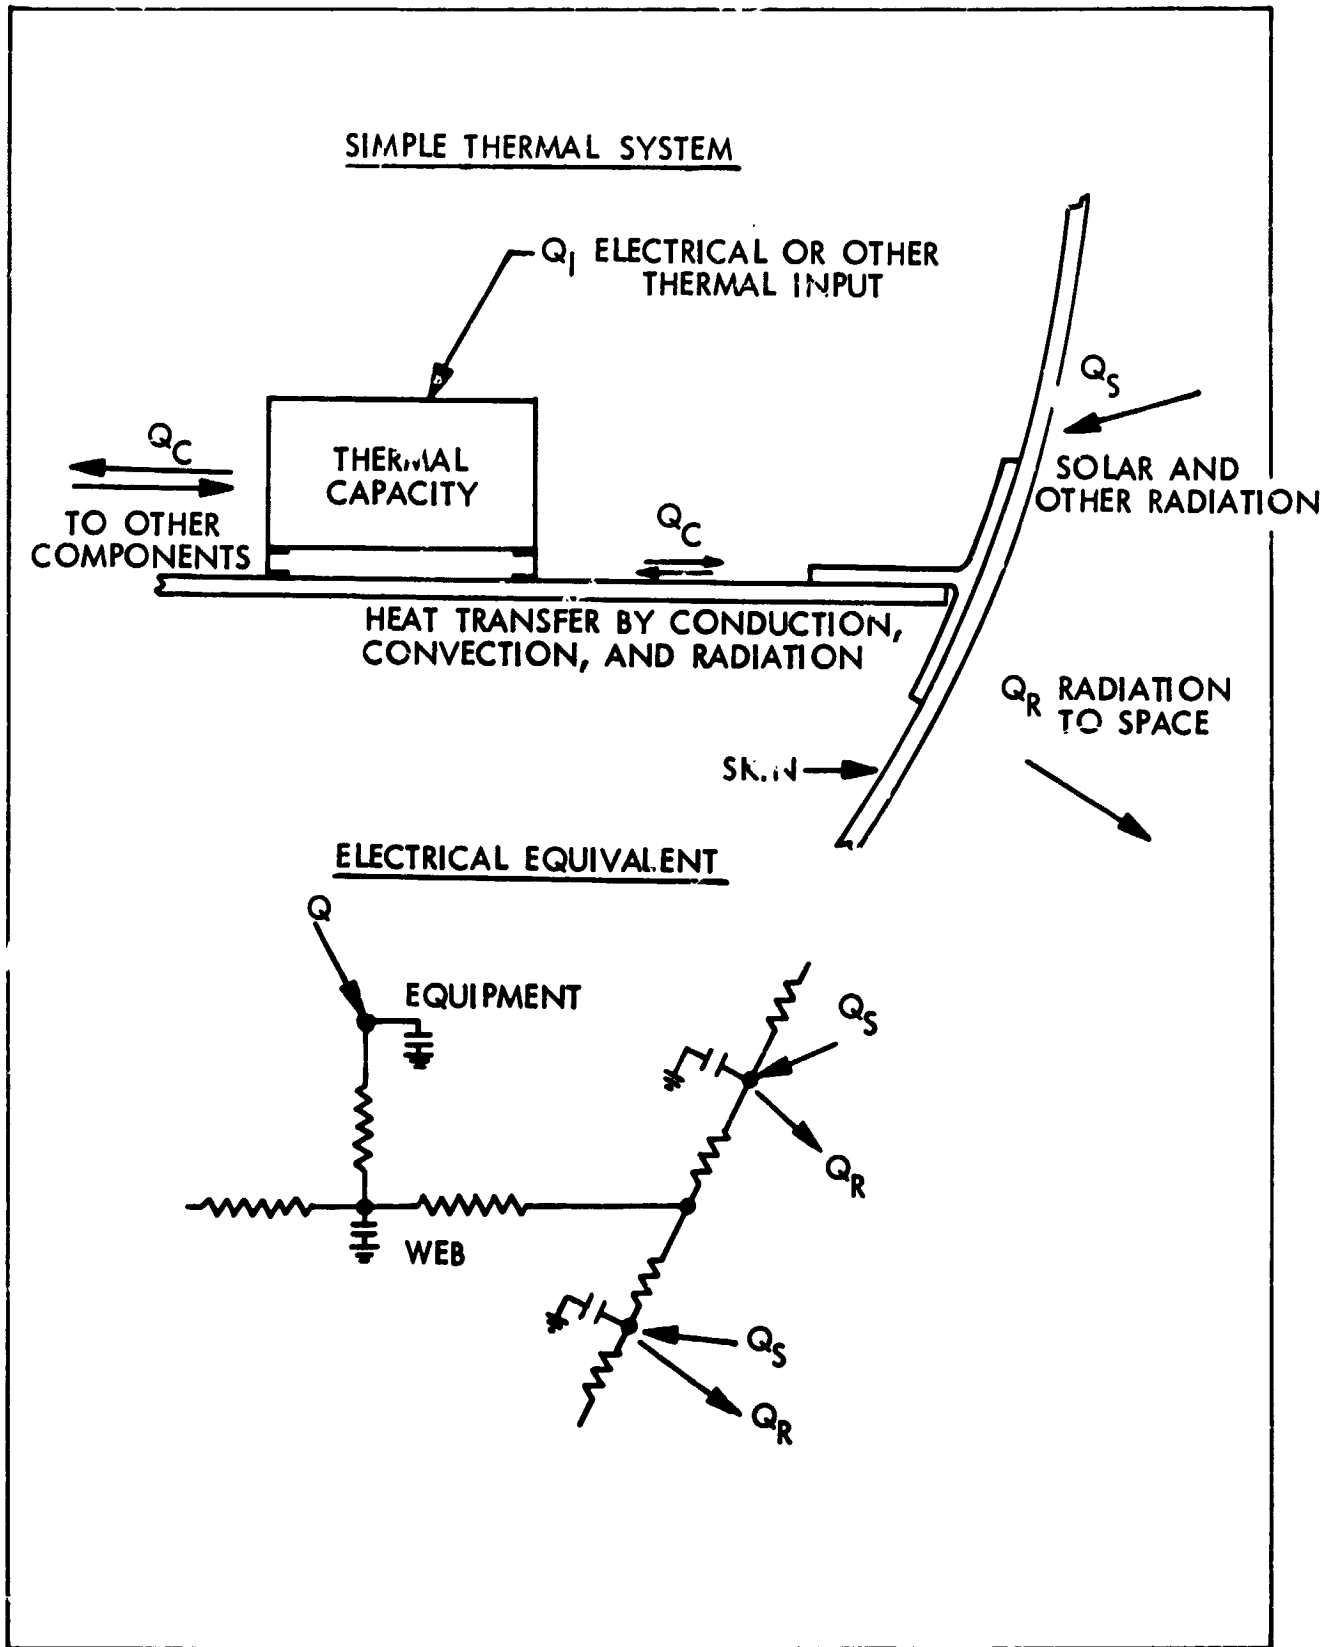 SIMPLE THERMAL SYSTEM
Q_I ELECTRICAL OR OTHER
THERMAL INPUT
Q_S
Q_C
THERMAL
CAPACITY
SOLAR AND
OTHER RADIATION
TO OTHER
COMPONENTS
Q_C
HEAT TRANSFER BY CONDUCTION,
CONVECTION, AND RADIATION
Q_R RADIATION
TO SPACE
SKIN
ELECTRICAL EQUIVALENT
Q
EQUIPMENT
Q_S
Q_R
WEB
Q_S
Q_R